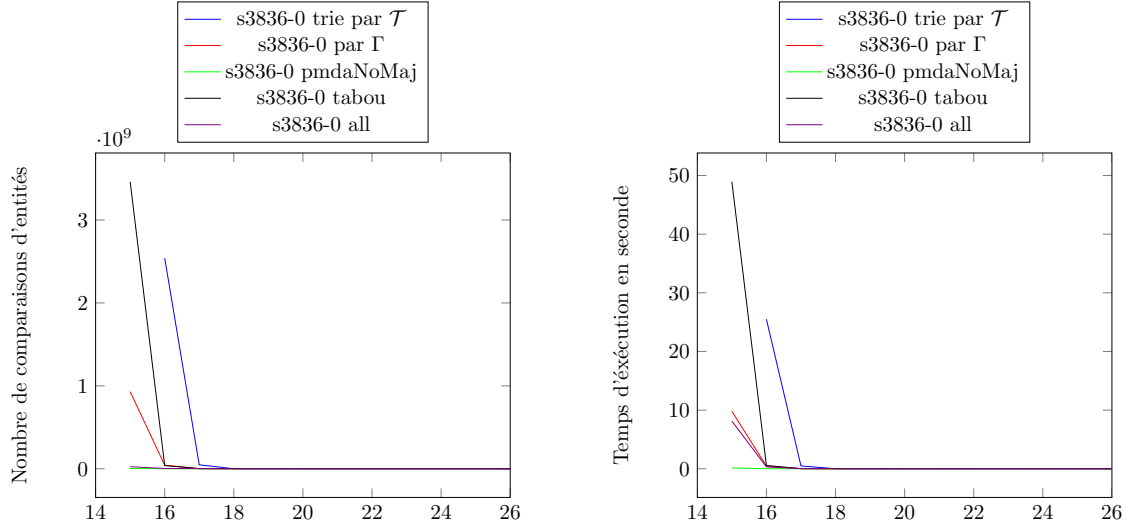 s3836-0 trie par 𝒯
s3836-0 par Γ
s3836-0 pmdaNoMaj
s3836-0 tabou
s3836-0 all
·10⁹
Nombre de comparaisons d'entités
3
2
1
0
14 16 18 20 22 24 26
s3836-0 trie par 𝒯
s3836-0 par Γ
s3836-0 pmdaNoMaj
s3836-0 tabou
s3836-0 all
Temps d'éxécution en seconde
50
40
30
20
10
0
14 16 18 20 22 24 26